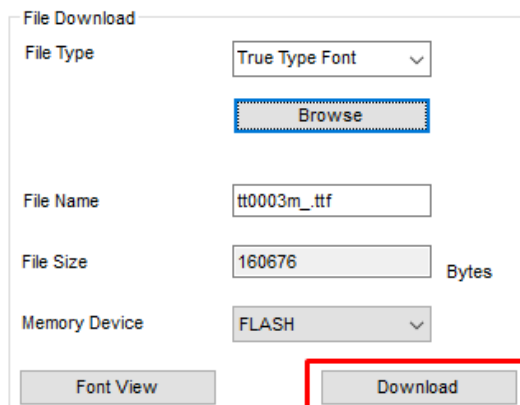 File Download
File Type True Type Font
Browse
File Name tt0003m_.ttf
File Size 160676 Bytes
Memory Device FLASH
Font View Download